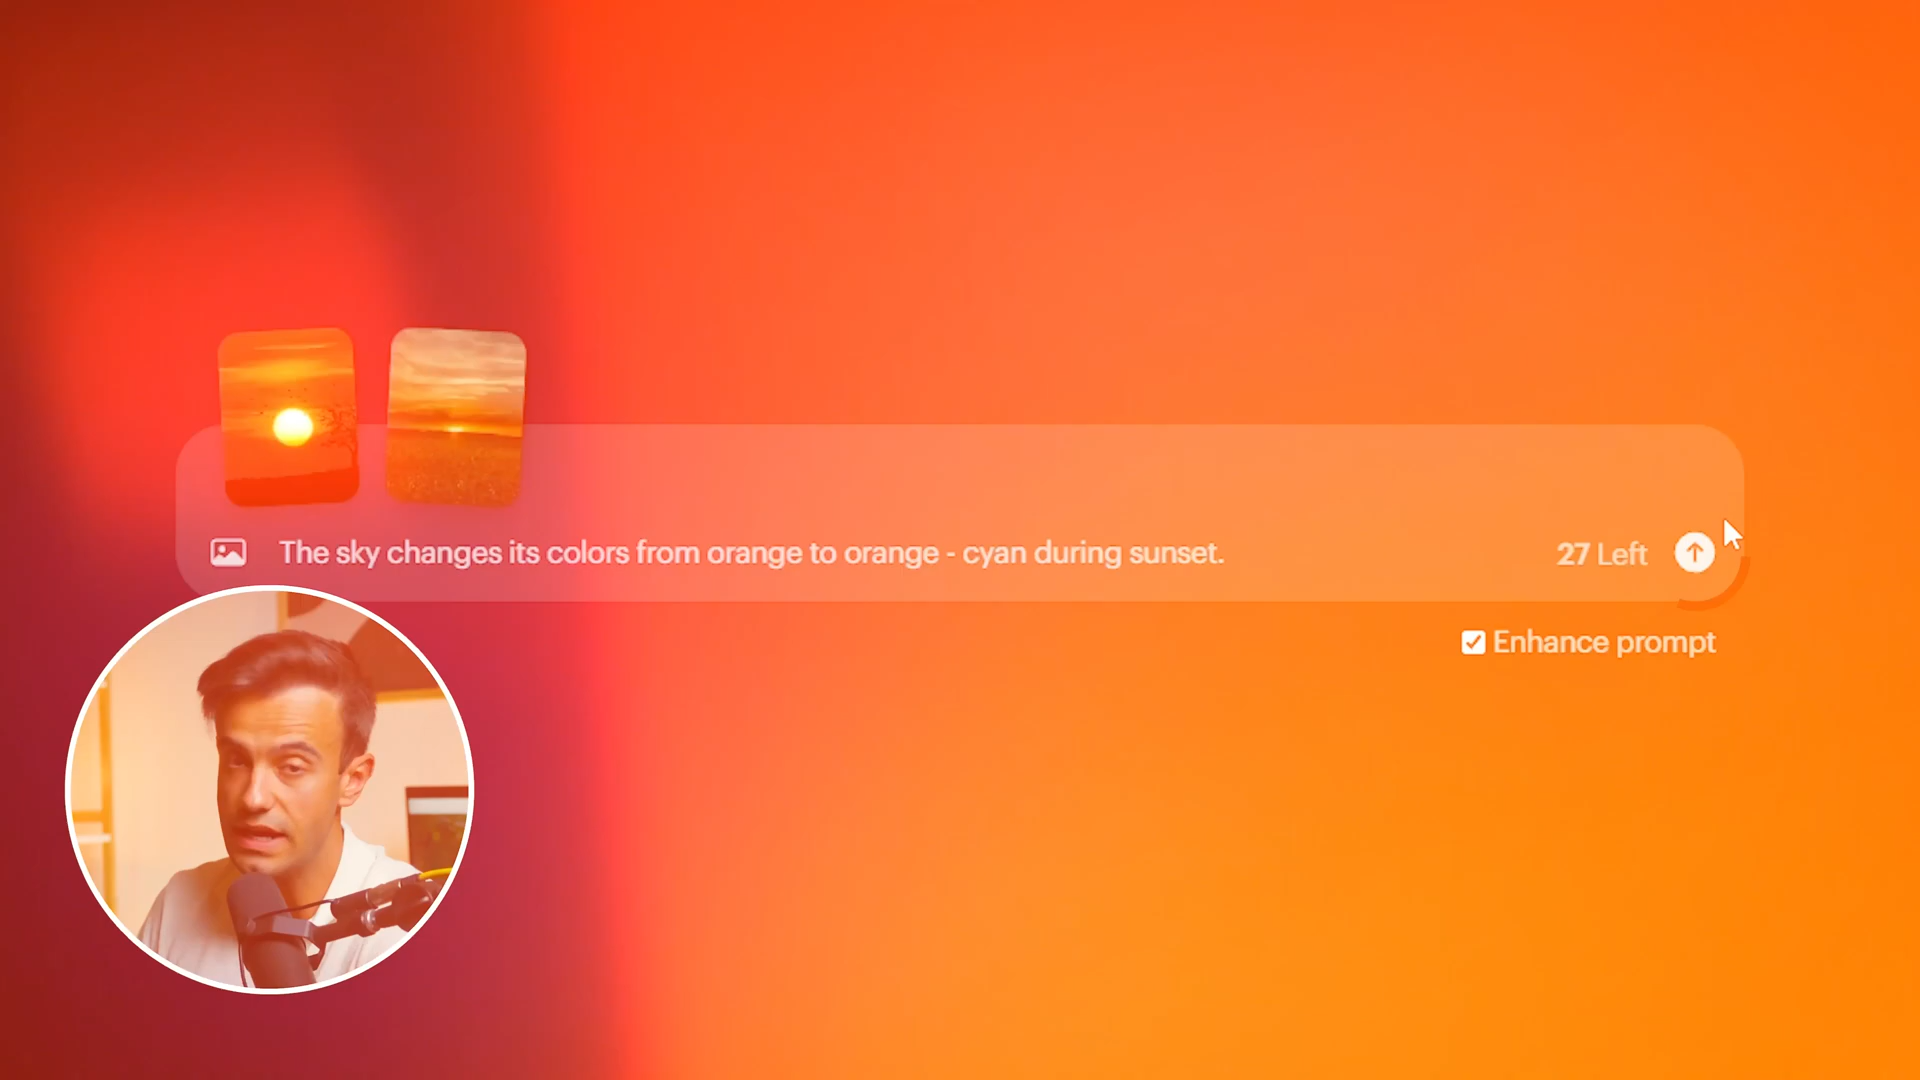 The sky changes its colors from orange to orange - cyan during sunset.
27 Left
Enhance prompt